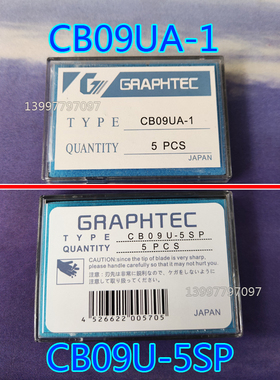 CB09UA-1
GRAPHTEC
13997797097
TYPE CB09UA-1
QUANTITY 5 PCS
JAPAN
GRAPHTEC
TYPE CB09U-5SP
QUANTITY 5PCS
CAUTION:since the tip of blade is very sharp,
please handle carefully so that it may not hurt you.
13997797097
4 526622 005705
JAPAN
CB09U-5SP